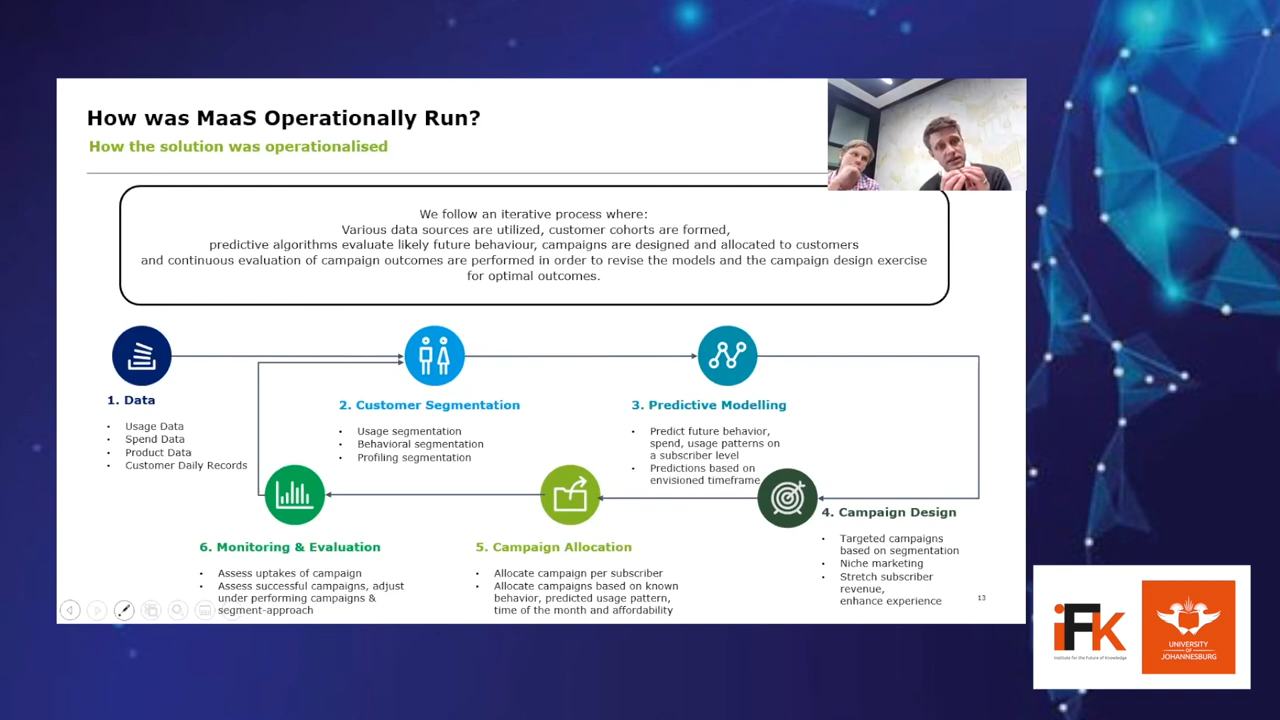 How was MaaS Operationally Run?
How the solution was operationalised
We follow an iterative process where:
Various data sources are utilized, customer cohorts are formed,
predictive algorithms evaluate likely future behaviour, campaigns are designed and allocated to customers
and continuous evaluation of campaign outcomes are performed in order to revise the models and the campaign design exercise
for optimal outcomes.
1. Data
• Usage Data
• Spend Data
• Product Data
• Customer Daily Records
2. Customer Segmentation
• Usage segmentation
• Behavioral segmentation
• Profiling segmentation
3. Predictive Modelling
• Predict future behavior,
spend, usage patterns on
a subscriber level
• Predictions based on
envisioned timeframe
4. Campaign Design
• Targeted campaigns
based on segmentation
• Niche marketing
• Stretch subscriber
revenue,
enhance experience
5. Campaign Allocation
• Allocate campaign per subscriber
• Allocate campaigns based on known
behavior, predicted usage pattern,
time of the month and affordability
6. Monitoring & Evaluation
• Assess uptakes of campaign
• Assess successful campaigns, adjust
under performing campaigns &
segment-approach
13
iFK
Institute for the Future of Knowledge
UNIVERSITY
OF
JOHANNESBURG